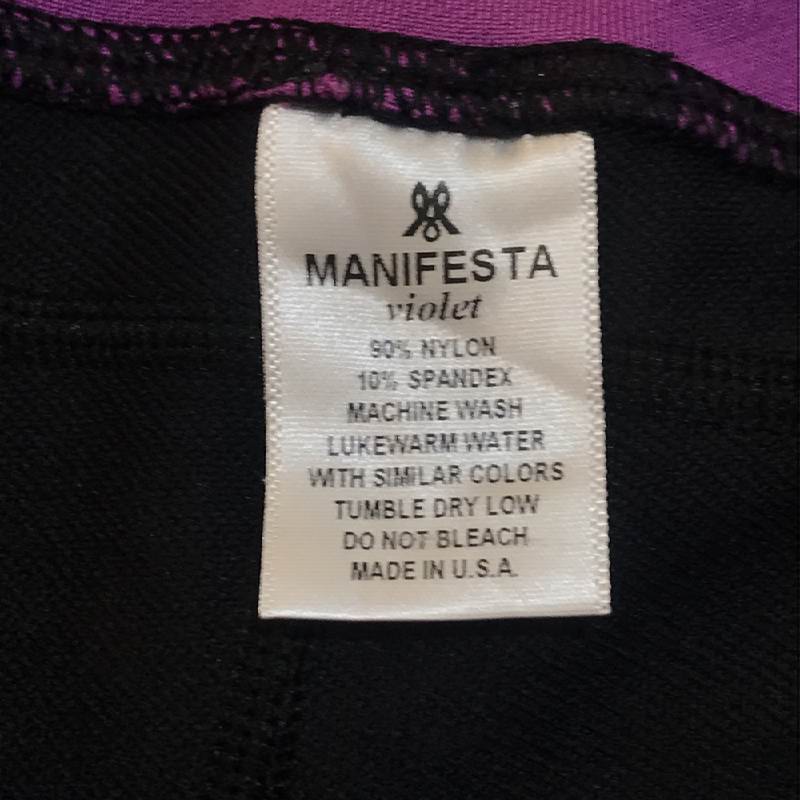 MANIFESTA
violet
90% NYLON
10% SPANDEX
MACHINE WASH
LUKEWARM WATER
WITH SIMILAR COLORS
TUMBLE DRY LOW
DO NOT BLEACH
MADE IN U.S.A.